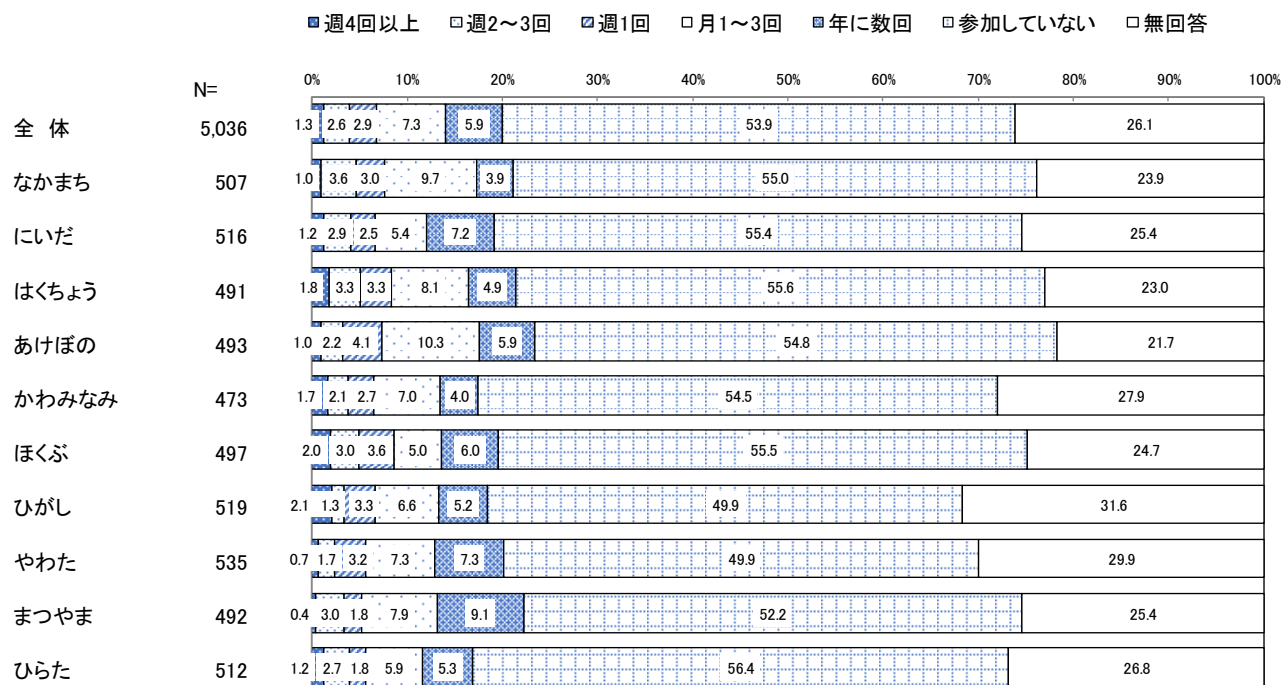 ■週4回以上 □週2～3回 ▨週1回 □月1～3回 ▩年に数回 □参加していない □無回答
N= 0% 10% 20% 30% 40% 50% 60% 70% 80% 90% 100%
全 体 5,036 1.3 2.6 2.9 7.3 5.9 53.9 26.1
なかまち 507 1.0 3.6 3.0 9.7 3.9 55.0 23.9
にいだ 516 1.2 2.9 2.5 5.4 7.2 55.4 25.4
はくちょう 491 1.8 3.3 3.3 8.1 4.9 55.6 23.0
あけぼの 493 1.0 2.2 4.1 10.3 5.9 54.8 21.7
かわみなみ 473 1.7 2.1 2.7 7.0 4.0 54.5 27.9
ほくぶ 497 2.0 3.0 3.6 5.0 6.0 55.5 24.7
ひがし 519 2.1 1.3 3.3 6.6 5.2 49.9 31.6
やわた 535 0.7 1.7 3.2 7.3 7.3 49.9 29.9
まつやま 492 0.4 3.0 1.8 7.9 9.1 52.2 25.4
ひらた 512 1.2 2.7 1.8 5.9 5.3 56.4 26.8